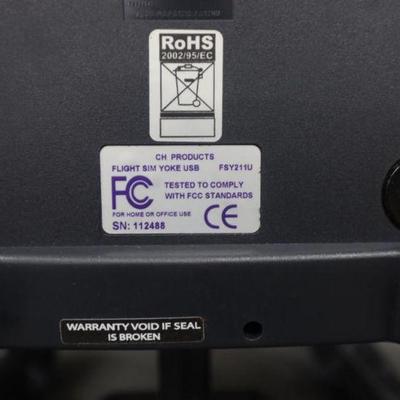 RoHS
2002/95/EC
CH PRODUCTS
FLIGHT SIM YOKE USB FSY211U
FC
TESTED TO COMPLY
WITH FCC STANDARDS
FOR HOME OR OFFICE USE
CE
SN: 112488
WARRANTY VOID IF SEAL
IS BROKEN